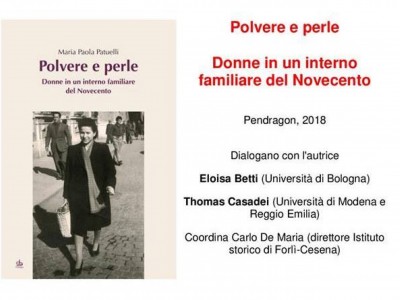 Maria Paola Patuelli
Polvere e perle
Donne in un interno familiare
del Novecento
Polvere e perle
Donne in un interno
familiare del Novecento
Pendragon, 2018
Dialogano con l'autrice
Eloisa Betti (Università di Bologna)
Thomas Casadei (Università di Modena e
Reggio Emilia)
Coordina Carlo De Maria (direttore Istituto
storico di Forlì-Cesena)